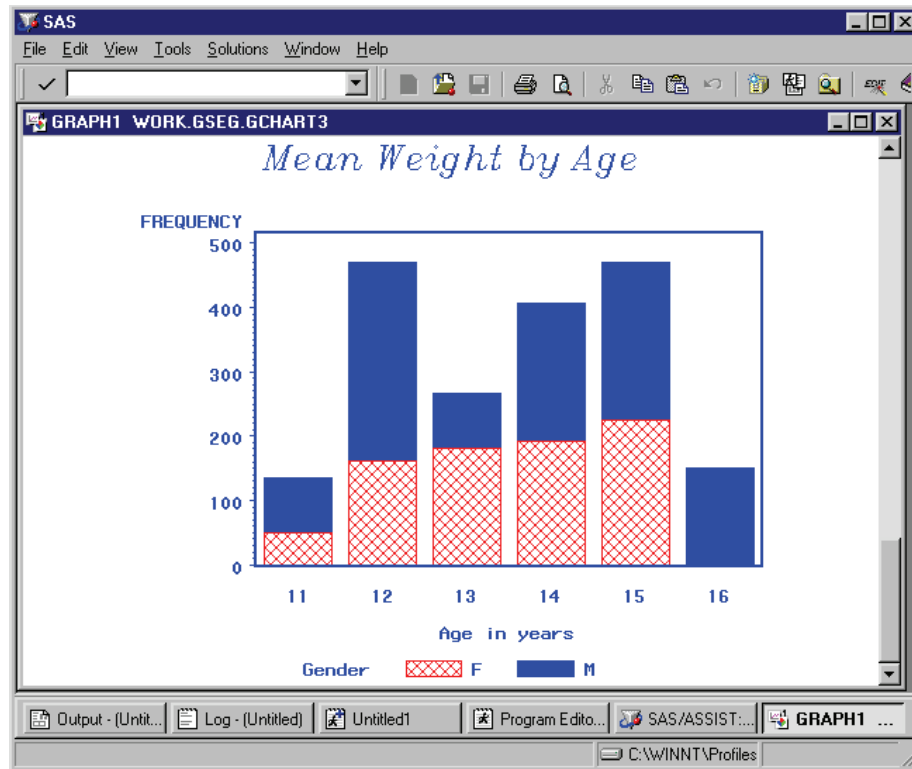 SAS
File Edit View Tools Solutions Window Help
GRAPH1 WORK.GSEG.GCHART3
Mean Weight by Age
FREQUENCY
500
400
300
200
100
0
11 12 13 14 15 16
Age in years
Gender F M
Output - (Untit... Log - (Untitled) Untitled1 Program Edito... SAS/ASSIST:... GRAPH1 ...
C:\WINNT\Profiles